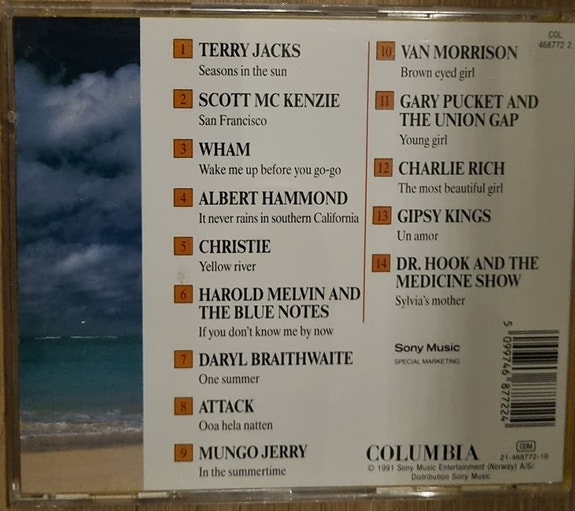 1 TERRY JACKS
Seasons in the sun
2 SCOTT MC KENZIE
San Francisco
3 WHAM
Wake me up before you go-go
4 ALBERT HAMMOND
It never rains in southern California
5 CHRISTIE
Yellow river
6 HAROLD MELVIN AND
THE BLUE NOTES
If you don't know me by now
7 DARYL BRAITHWAITE
One summer
8 ATTACK
Ooa hela natten
9 MUNGO JERRY
In the summertime
10 VAN MORRISON
Brown eyed girl
11 GARY PUCKET AND
THE UNION GAP
Young girl
12 CHARLIE RICH
The most beautiful girl
13 GIPSY KINGS
Un amor
14 DR. HOOK AND THE
MEDICINE SHOW
Sylvia's mother
COL
468772 2
Sony Music
SPECIAL MARKETING
5 099746 877224
COLUMBIA
21-468772-10
© 1991 Sony Music Entertainment (Norway) A/S/
Distribution Sony Music